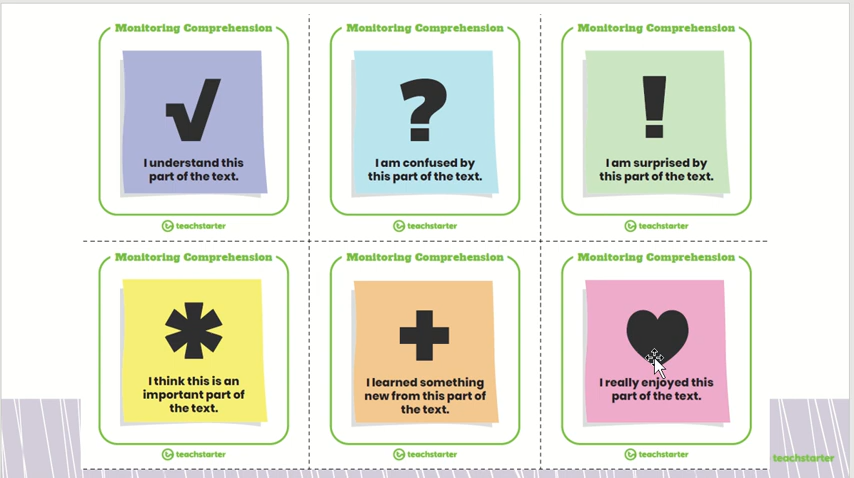 Monitoring Comprehension
I understand this
part of the text.
teachstarter
Monitoring Comprehension
?
I am confused by
this part of the text.
teachstarter
Monitoring Comprehension
!
I am surprised by
this part of the text.
teachstarter
Monitoring Comprehension
I think this is an
important part of
the text.
teachstarter
Monitoring Comprehension
I learned something
new from this part of
the text.
teachstarter
Monitoring Comprehension
I really enjoyed this
part of the text.
teachstarter
teachstarter